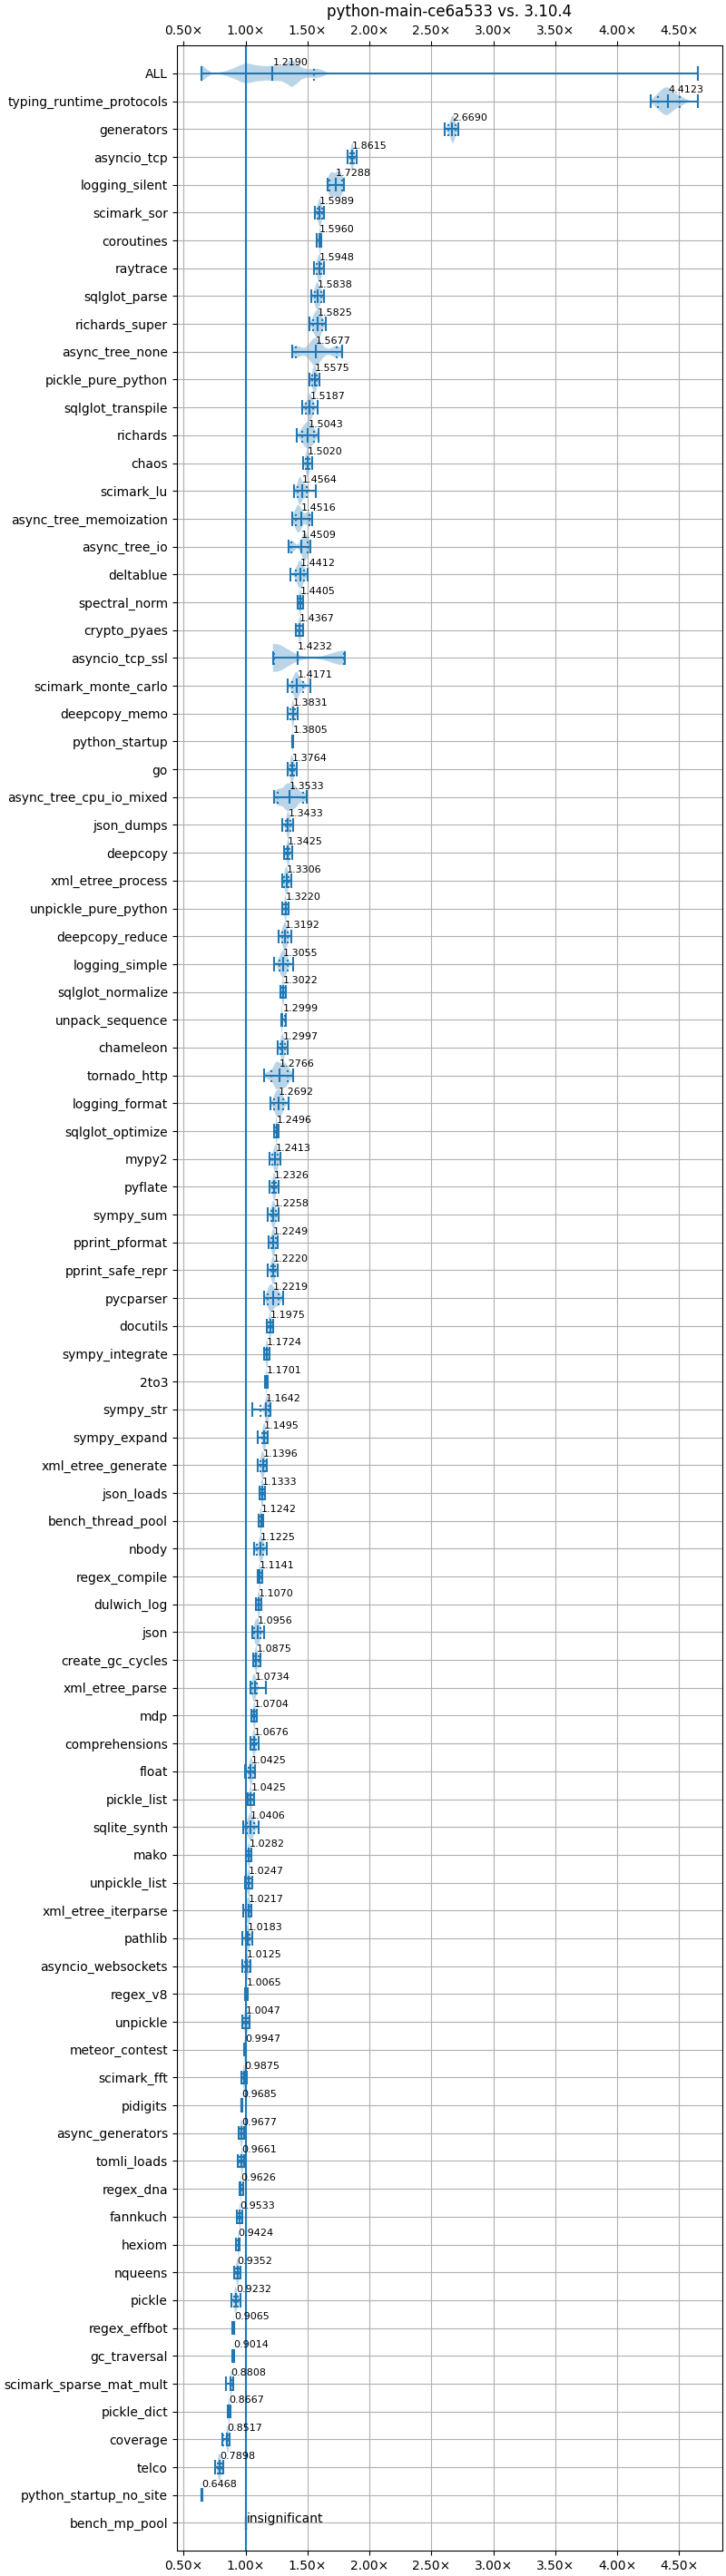 python-main-ce6a533 vs. 3.10.4
0.50× 1.00× 1.50× 2.00× 2.50× 3.00× 3.50× 4.00× 4.50×
ALL 1.2190
typing_runtime_protocols 4.4123
generators 2.6690
asyncio_tcp 1.8615
logging_silent 1.7288
scimark_sor 1.5989
coroutines 1.5960
raytrace 1.5948
sqlglot_parse 1.5838
richards_super 1.5825
async_tree_none 1.5677
pickle_pure_python 1.5575
sqlglot_transpile 1.5187
richards 1.5043
chaos 1.5020
scimark_lu 1.4564
async_tree_memoization 1.4516
async_tree_io 1.4509
deltablue 1.4412
spectral_norm 1.4405
crypto_pyaes 1.4367
asyncio_tcp_ssl 1.4232
scimark_monte_carlo 1.4171
deepcopy_memo 1.3831
python_startup 1.3805
go 1.3764
async_tree_cpu_io_mixed 1.3533
json_dumps 1.3433
deepcopy 1.3425
xml_etree_process 1.3306
unpickle_pure_python 1.3220
deepcopy_reduce 1.3192
logging_simple 1.3055
sqlglot_normalize 1.3022
unpack_sequence 1.2999
chameleon 1.2997
tornado_http 1.2766
logging_format 1.2692
sqlglot_optimize 1.2496
mypy2 1.2413
pyflate 1.2326
sympy_sum 1.2258
pprint_pformat 1.2249
pprint_safe_repr 1.2220
pycparser 1.2219
docutils 1.1975
sympy_integrate 1.1724
2to3 1.1701
sympy_str 1.1642
sympy_expand 1.1495
xml_etree_generate 1.1396
json_loads 1.1333
bench_thread_pool 1.1242
nbody 1.1225
regex_compile 1.1141
dulwich_log 1.1070
json 1.0956
create_gc_cycles 1.0875
xml_etree_parse 1.0734
mdp 1.0704
comprehensions 1.0676
float 1.0425
pickle_list 1.0425
sqlite_synth 1.0406
mako 1.0282
unpickle_list 1.0247
xml_etree_iterparse 1.0217
pathlib 1.0183
asyncio_websockets 1.0125
regex_v8 1.0065
unpickle 1.0047
meteor_contest 0.9947
scimark_fft 0.9875
pidigits 0.9685
async_generators 0.9677
tomli_loads 0.9661
regex_dna 0.9626
fannkuch 0.9533
hexiom 0.9424
nqueens 0.9352
pickle 0.9232
regex_effbot 0.9065
gc_traversal 0.9014
scimark_sparse_mat_mult 0.8808
pickle_dict 0.8667
coverage 0.8517
telco 0.7898
python_startup_no_site 0.6468
bench_mp_pool insignificant
0.50× 1.00× 1.50× 2.00× 2.50× 3.00× 3.50× 4.00× 4.50×